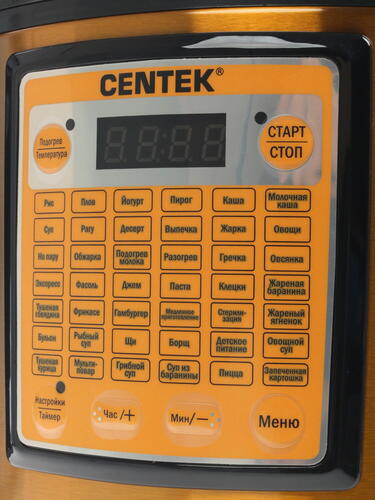 CENTEK®
Подогрев
Температура
СТАРТ
СТОП
Рис Плов Йогурт Пирог Каша Молочная каша
Суп Рагу Десерт Выпечка Жарка Овощи
На пару Обжарка Подогрев молока Разогрев Гречка Овсянка
Экспресс Фасоль Джем Паста Клецки Жареная баранина
Тушеная говядина Фрикасе Гамбургер Медленное приготовление Стерили-зация Жареный ягненок
Бульон Рыбный суп Щи Борщ Детское питание Овощной суп
Тушеная курица Мульти-повар Грибной суп Суп из баранины Пицца Запеченная картошка
Настройки
Таймер
Час /+
Мин/−
Меню